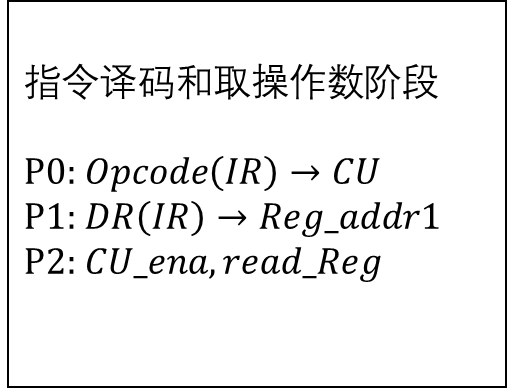 指令译码和取操作数阶段
P0: Opcode(IR) → CU
P1: DR(IR) → Reg_addr1
P2: CU_ena, read_Reg